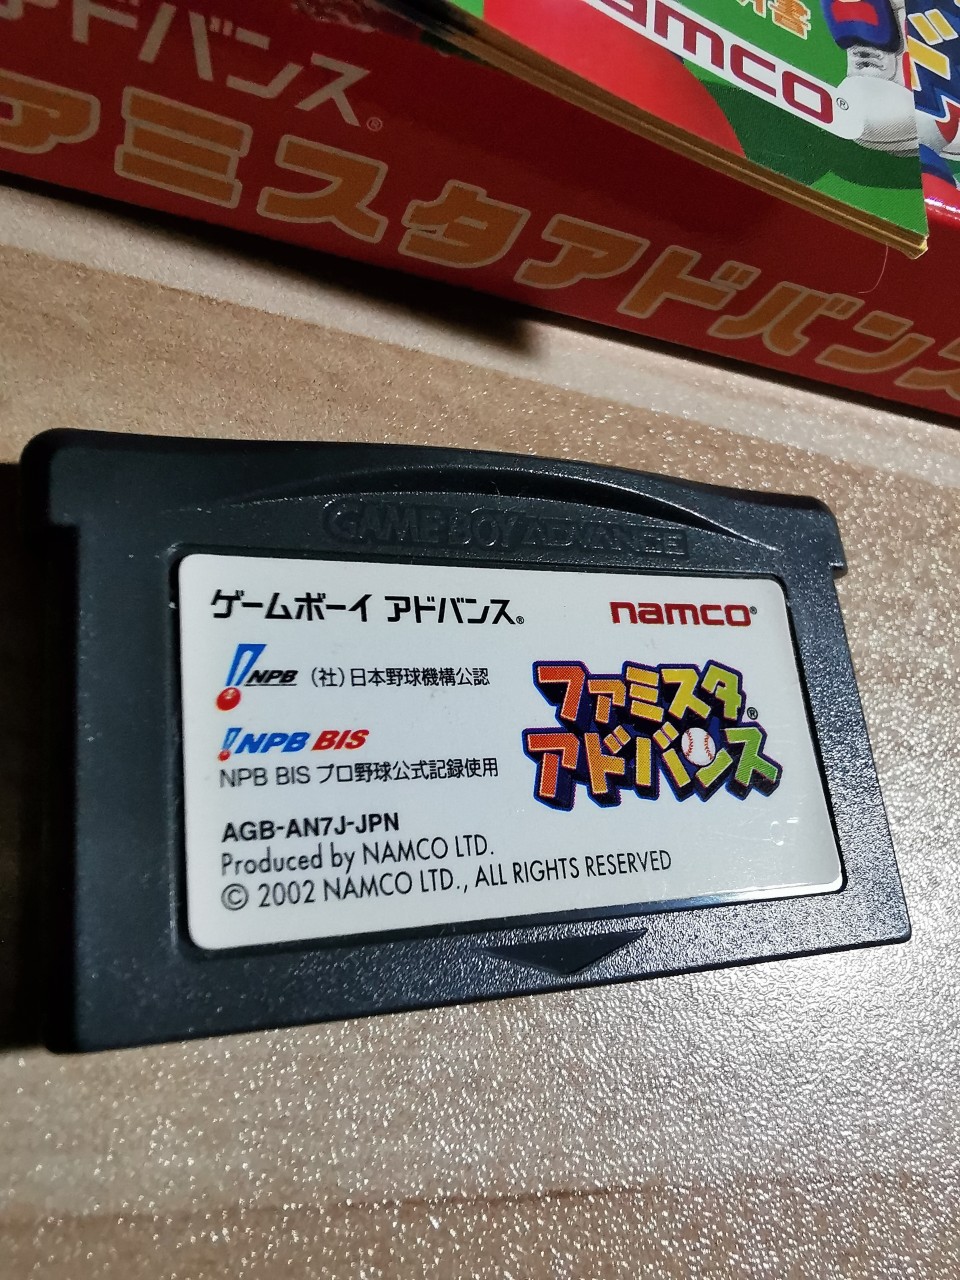 アドバンス®
ァミスタアドバンス
namco®
GAME BOY ADVANCE
ゲームボーイ アドバンス®
namco®
NPB (社)日本野球機構公認
NPB BIS
NPB BIS プロ野球公式記録使用
ファミスタ®
アドバンス
AGB-AN7J-JPN
Produced by NAMCO LTD.
© 2002 NAMCO LTD., ALL RIGHTS RESERVED